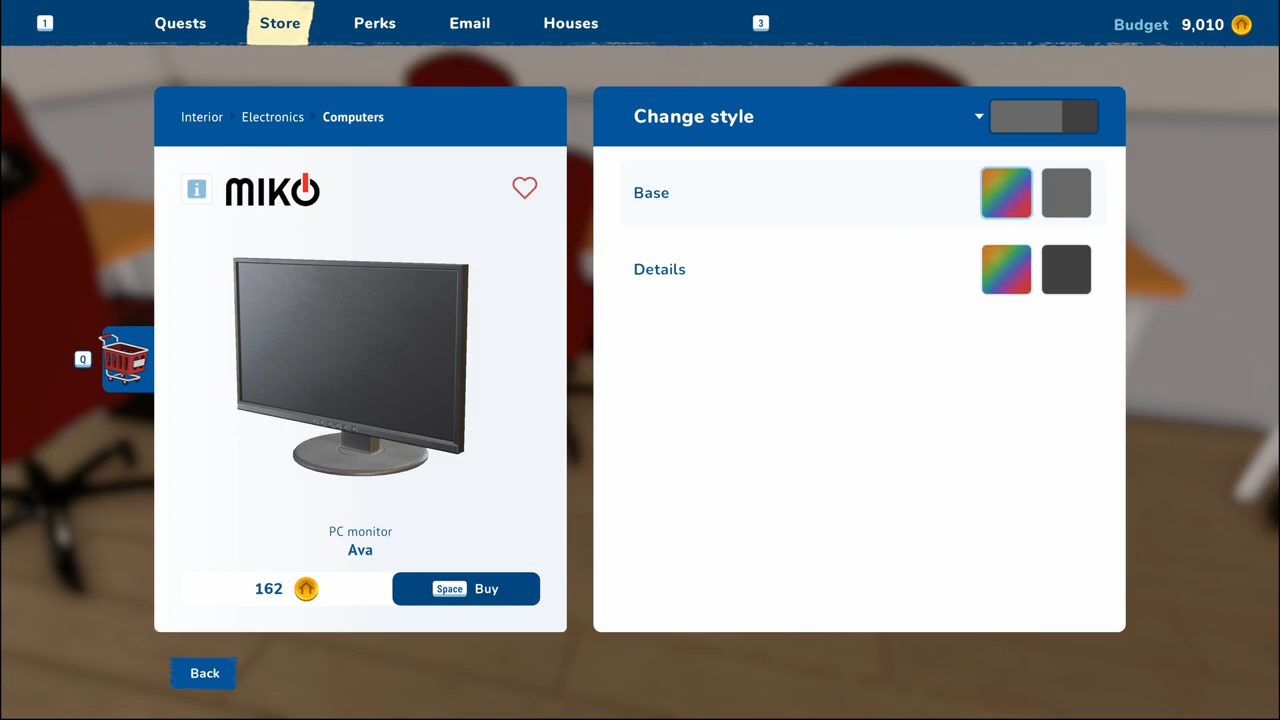 1 Quests Store Perks Email Houses 3 Budget 9,010
Interior Electronics Computers
Change style
i MIKO
Base
Details
Q
PC monitor
Ava
162 Space Buy
Back